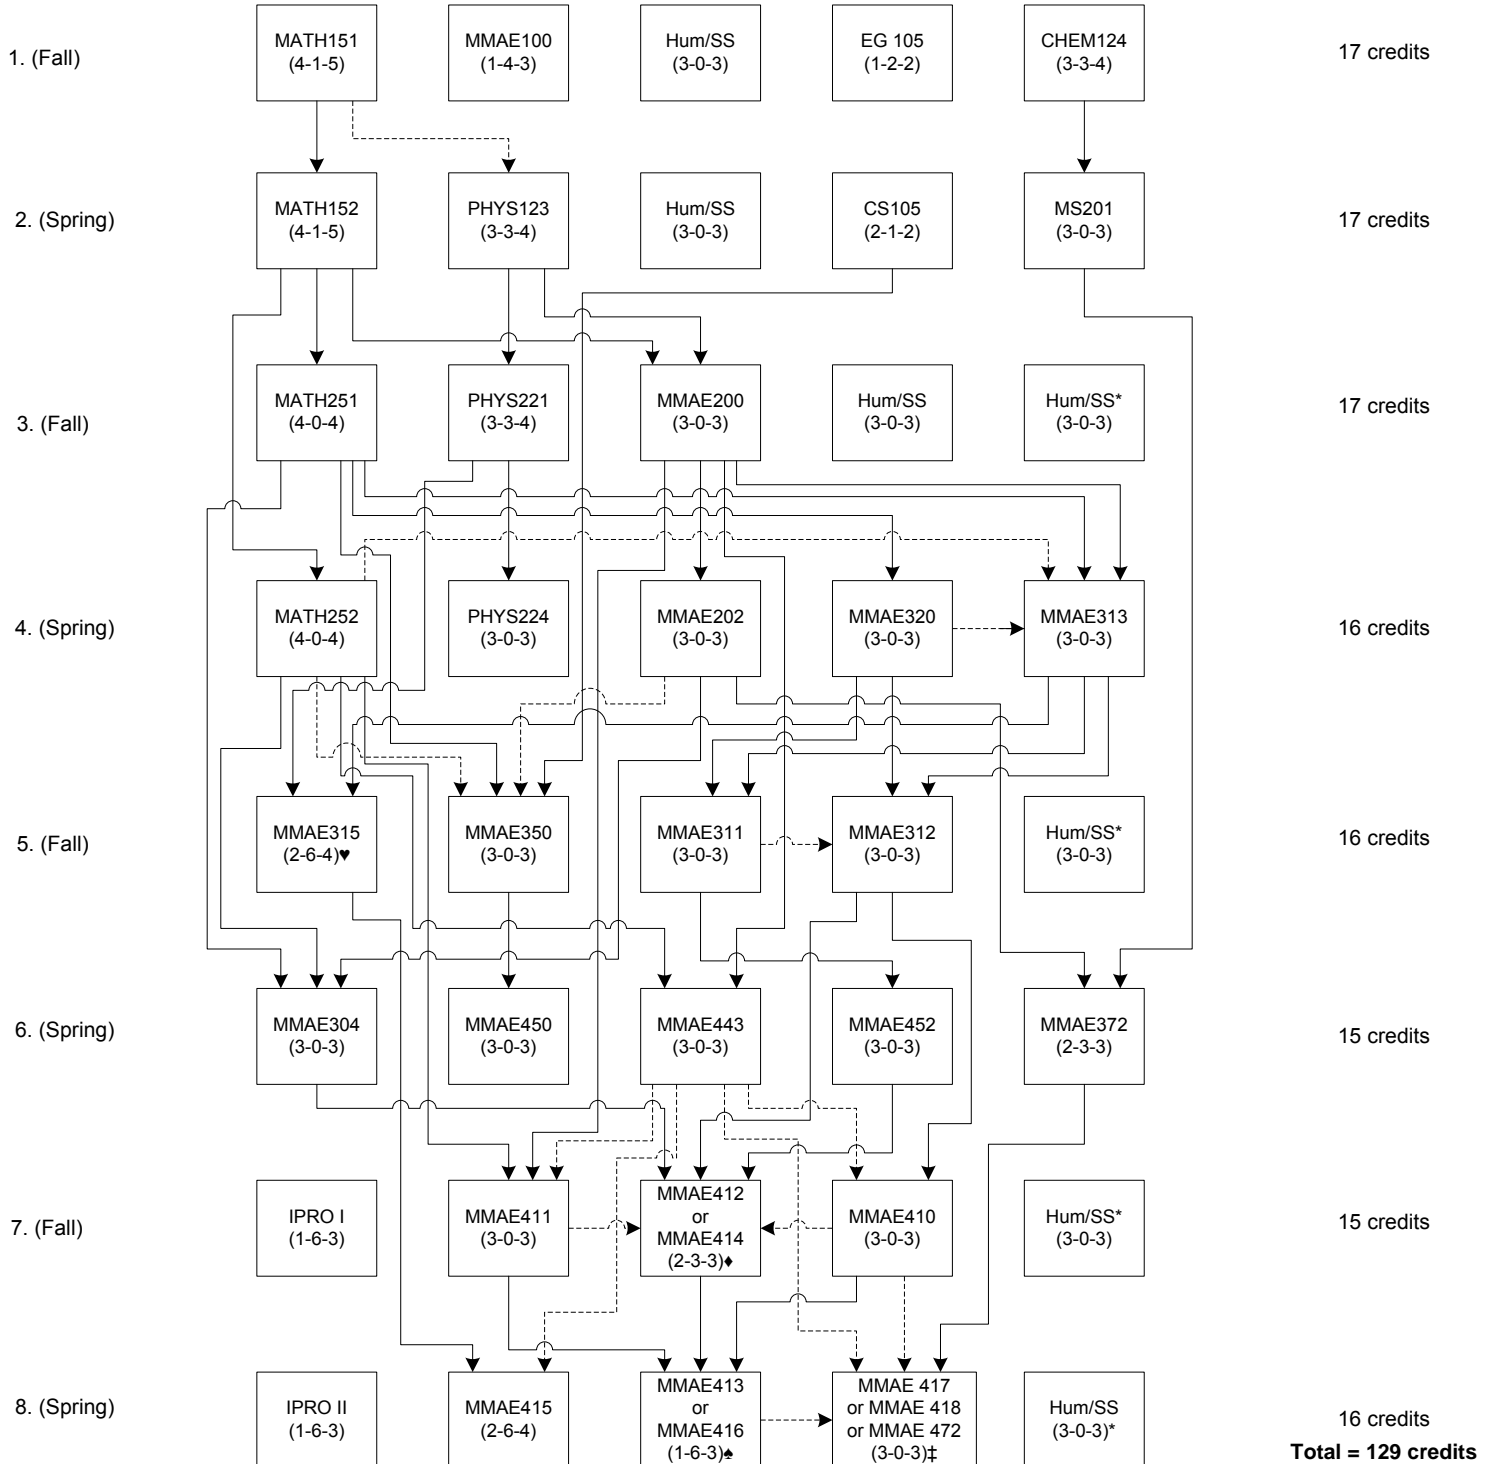 1. (Fall)
MATH151
(4-1-5)
MMAE100
(1-4-3)
Hum/SS
(3-0-3)
EG 105
(1-2-2)
CHEM124
(3-3-4)
17 credits
2. (Spring)
MATH152
(4-1-5)
PHYS123
(3-3-4)
Hum/SS
(3-0-3)
CS105
(2-1-2)
MS201
(3-0-3)
17 credits
3. (Fall)
MATH251
(4-0-4)
PHYS221
(3-3-4)
MMAE200
(3-0-3)
Hum/SS
(3-0-3)
Hum/SS*
(3-0-3)
17 credits
4. (Spring)
MATH252
(4-0-4)
PHYS224
(3-0-3)
MMAE202
(3-0-3)
MMAE320
(3-0-3)
MMAE313
(3-0-3)
16 credits
5. (Fall)
MMAE315
(2-6-4)♥
MMAE350
(3-0-3)
MMAE311
(3-0-3)
MMAE312
(3-0-3)
Hum/SS*
(3-0-3)
16 credits
6. (Spring)
MMAE304
(3-0-3)
MMAE450
(3-0-3)
MMAE443
(3-0-3)
MMAE452
(3-0-3)
MMAE372
(2-3-3)
15 credits
7. (Fall)
IPRO I
(1-6-3)
MMAE411
(3-0-3)
MMAE412
or
MMAE414
(2-3-3)♦
MMAE410
(3-0-3)
Hum/SS*
(3-0-3)
15 credits
8. (Spring)
IPRO II
(1-6-3)
MMAE415
(2-6-4)
MMAE413
or
MMAE416
(1-6-3)♠
MMAE 417
or MMAE 418
or MMAE 472
(3-0-3)‡
Hum/SS
(3-0-3)*
16 credits
Total = 129 credits